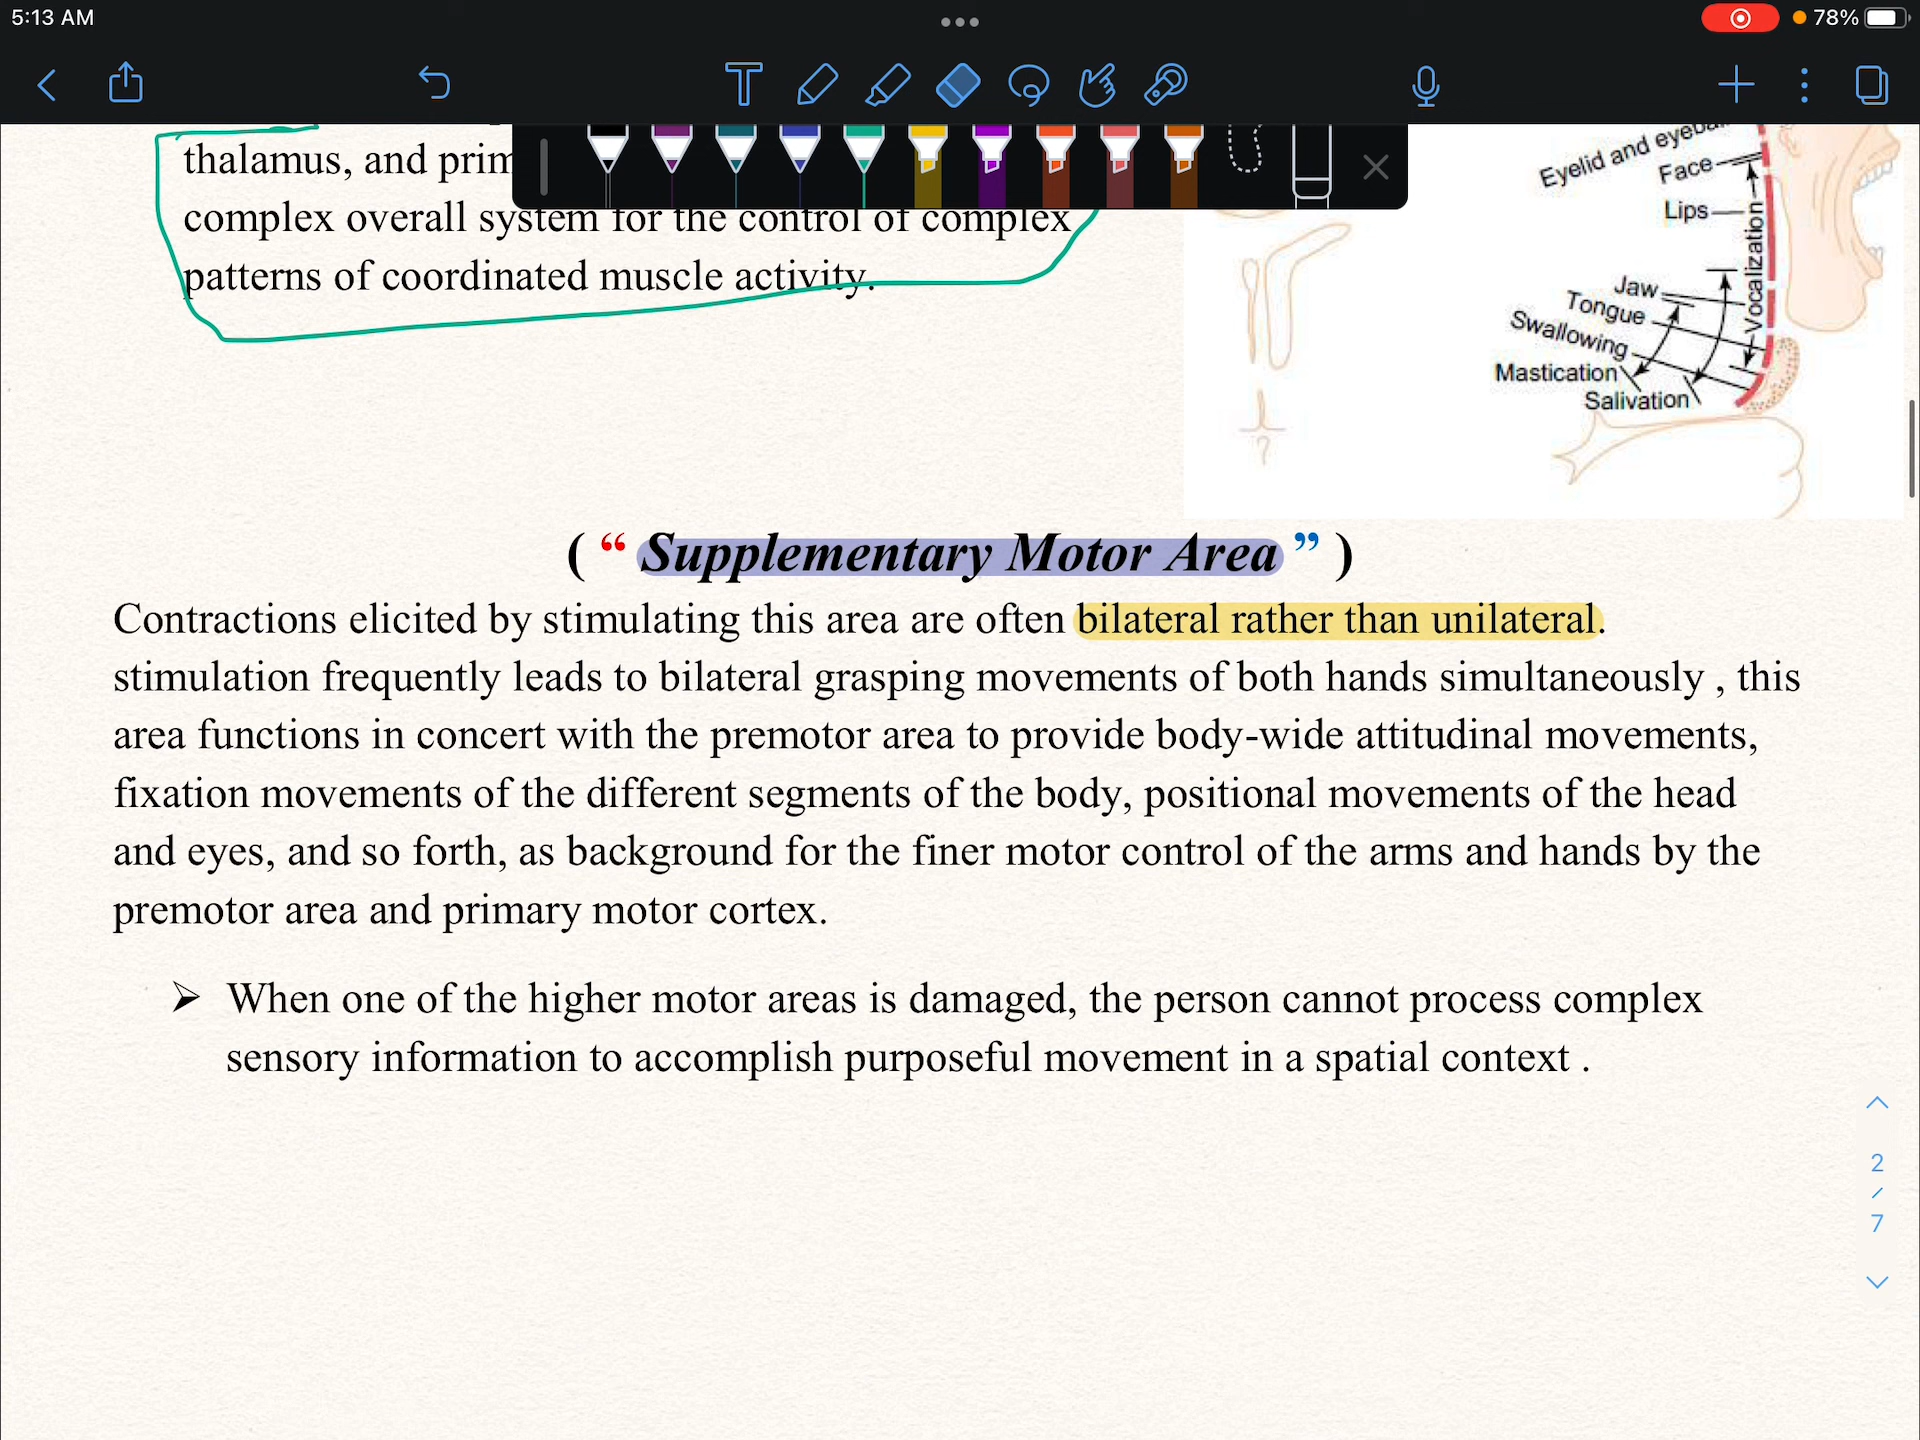 5:13 AM
78%
thalamus, and prim
complex overall system for the control of complex
patterns of coordinated muscle activity.
Eyelid and
Face
Lips
Vocalization
Jaw
Tongue
Swallowing
Mastication
Salivation
?
( “ Supplementary Motor Area ” )
Contractions elicited by stimulating this area are often bilateral rather than unilateral.
stimulation frequently leads to bilateral grasping movements of both hands simultaneously , this
area functions in concert with the premotor area to provide body-wide attitudinal movements,
fixation movements of the different segments of the body, positional movements of the head
and eyes, and so forth, as background for the finer motor control of the arms and hands by the
premotor area and primary motor cortex.
➢ When one of the higher motor areas is damaged, the person cannot process complex
sensory information to accomplish purposeful movement in a spatial context .
2
/
7